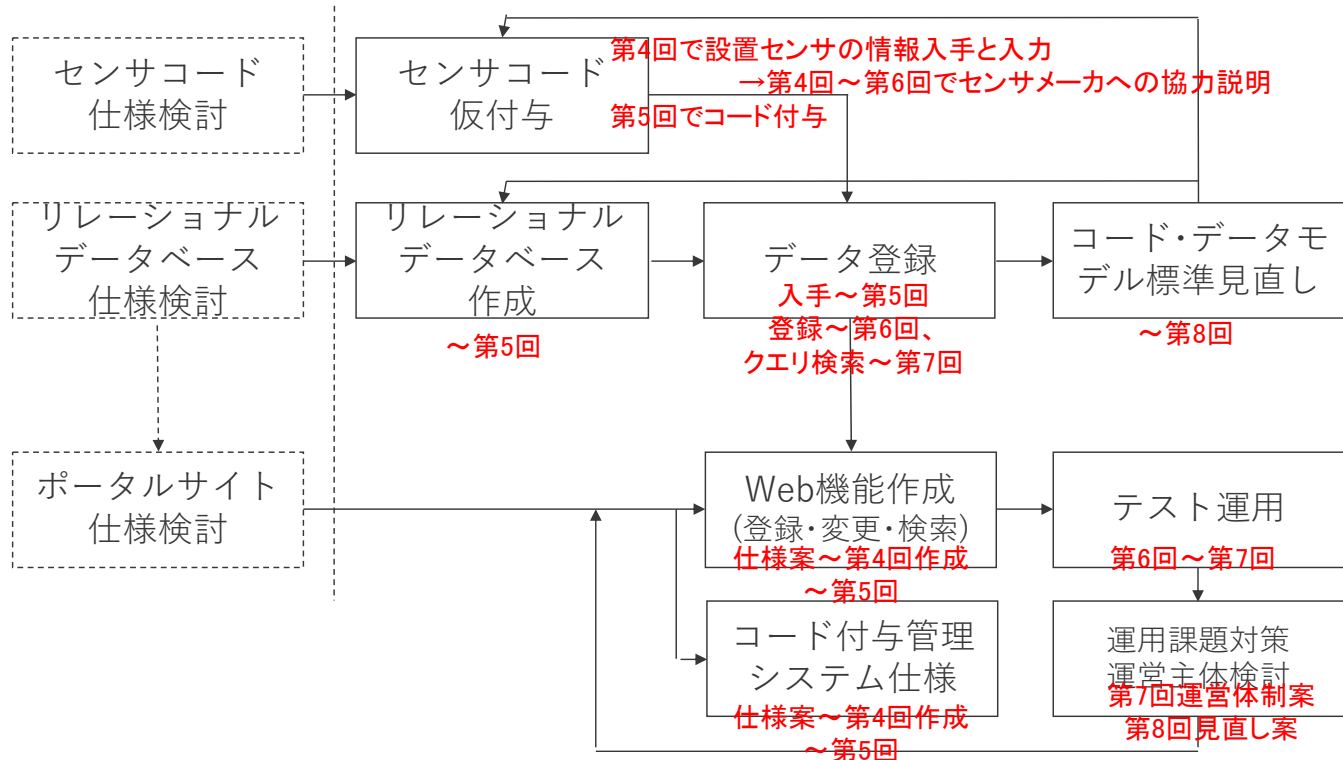 センサコード
仕様検討
センサコード
仮付与
第4回で設置センサの情報入手と入力
→第4回～第6回でセンサメーカへの協力説明
第5回でコード付与
リレーショナル
データベース
仕様検討
リレーショナル
データベース
作成
～第5回
データ登録
入手～第5回
登録～第6回、
クエリ検索～第7回
コード・データモ
デル標準見直し
～第8回
ポータルサイト
仕様検討
Web機能作成
(登録・変更・検索)
仕様案～第4回作成
～第5回
テスト運用
第6回～第7回
コード付与管理
システム仕様
仕様案～第4回作成
～第5回
運用課題対策
運営主体検討
第7回運営体制案
第8回見直し案